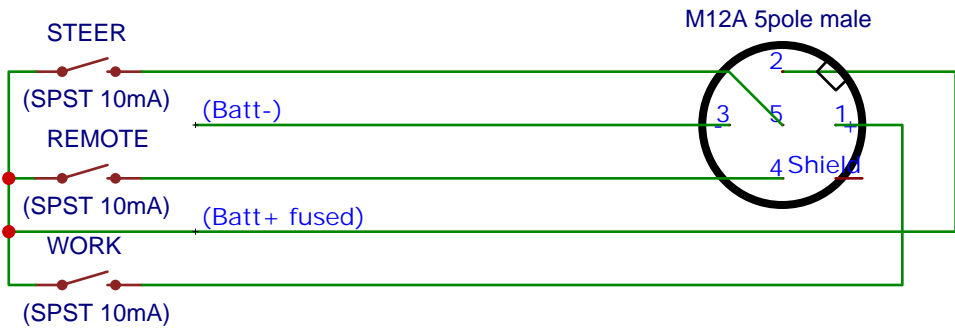 M12A 5pole male
STEER
2
(SPST 10mA)
(Batt-)
3
5
1
-
+
REMOTE
4 Shield
(SPST 10mA)
(Batt+ fused)
WORK
(SPST 10mA)